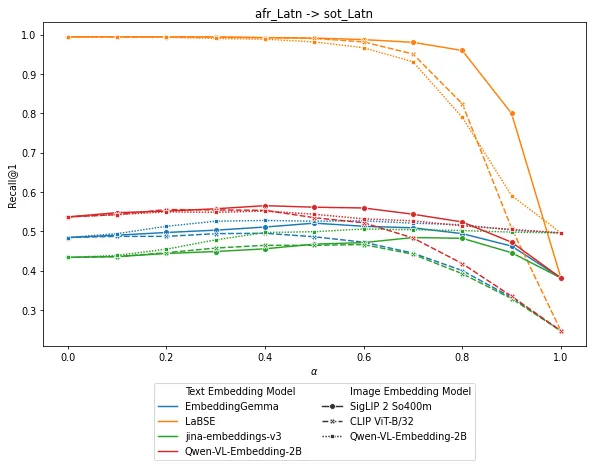 afr_Latn -> sot_Latn
Recall@1
1.0
0.9
0.8
0.7
0.6
0.5
0.4
0.3
0.0 0.2 0.4 0.6 0.8 1.0
α
Text Embedding Model Image Embedding Model
EmbeddingGemma SigLIP 2 So400m
LaBSE CLIP ViT-B/32
jina-embeddings-v3 Qwen-VL-Embedding-2B
Qwen-VL-Embedding-2B